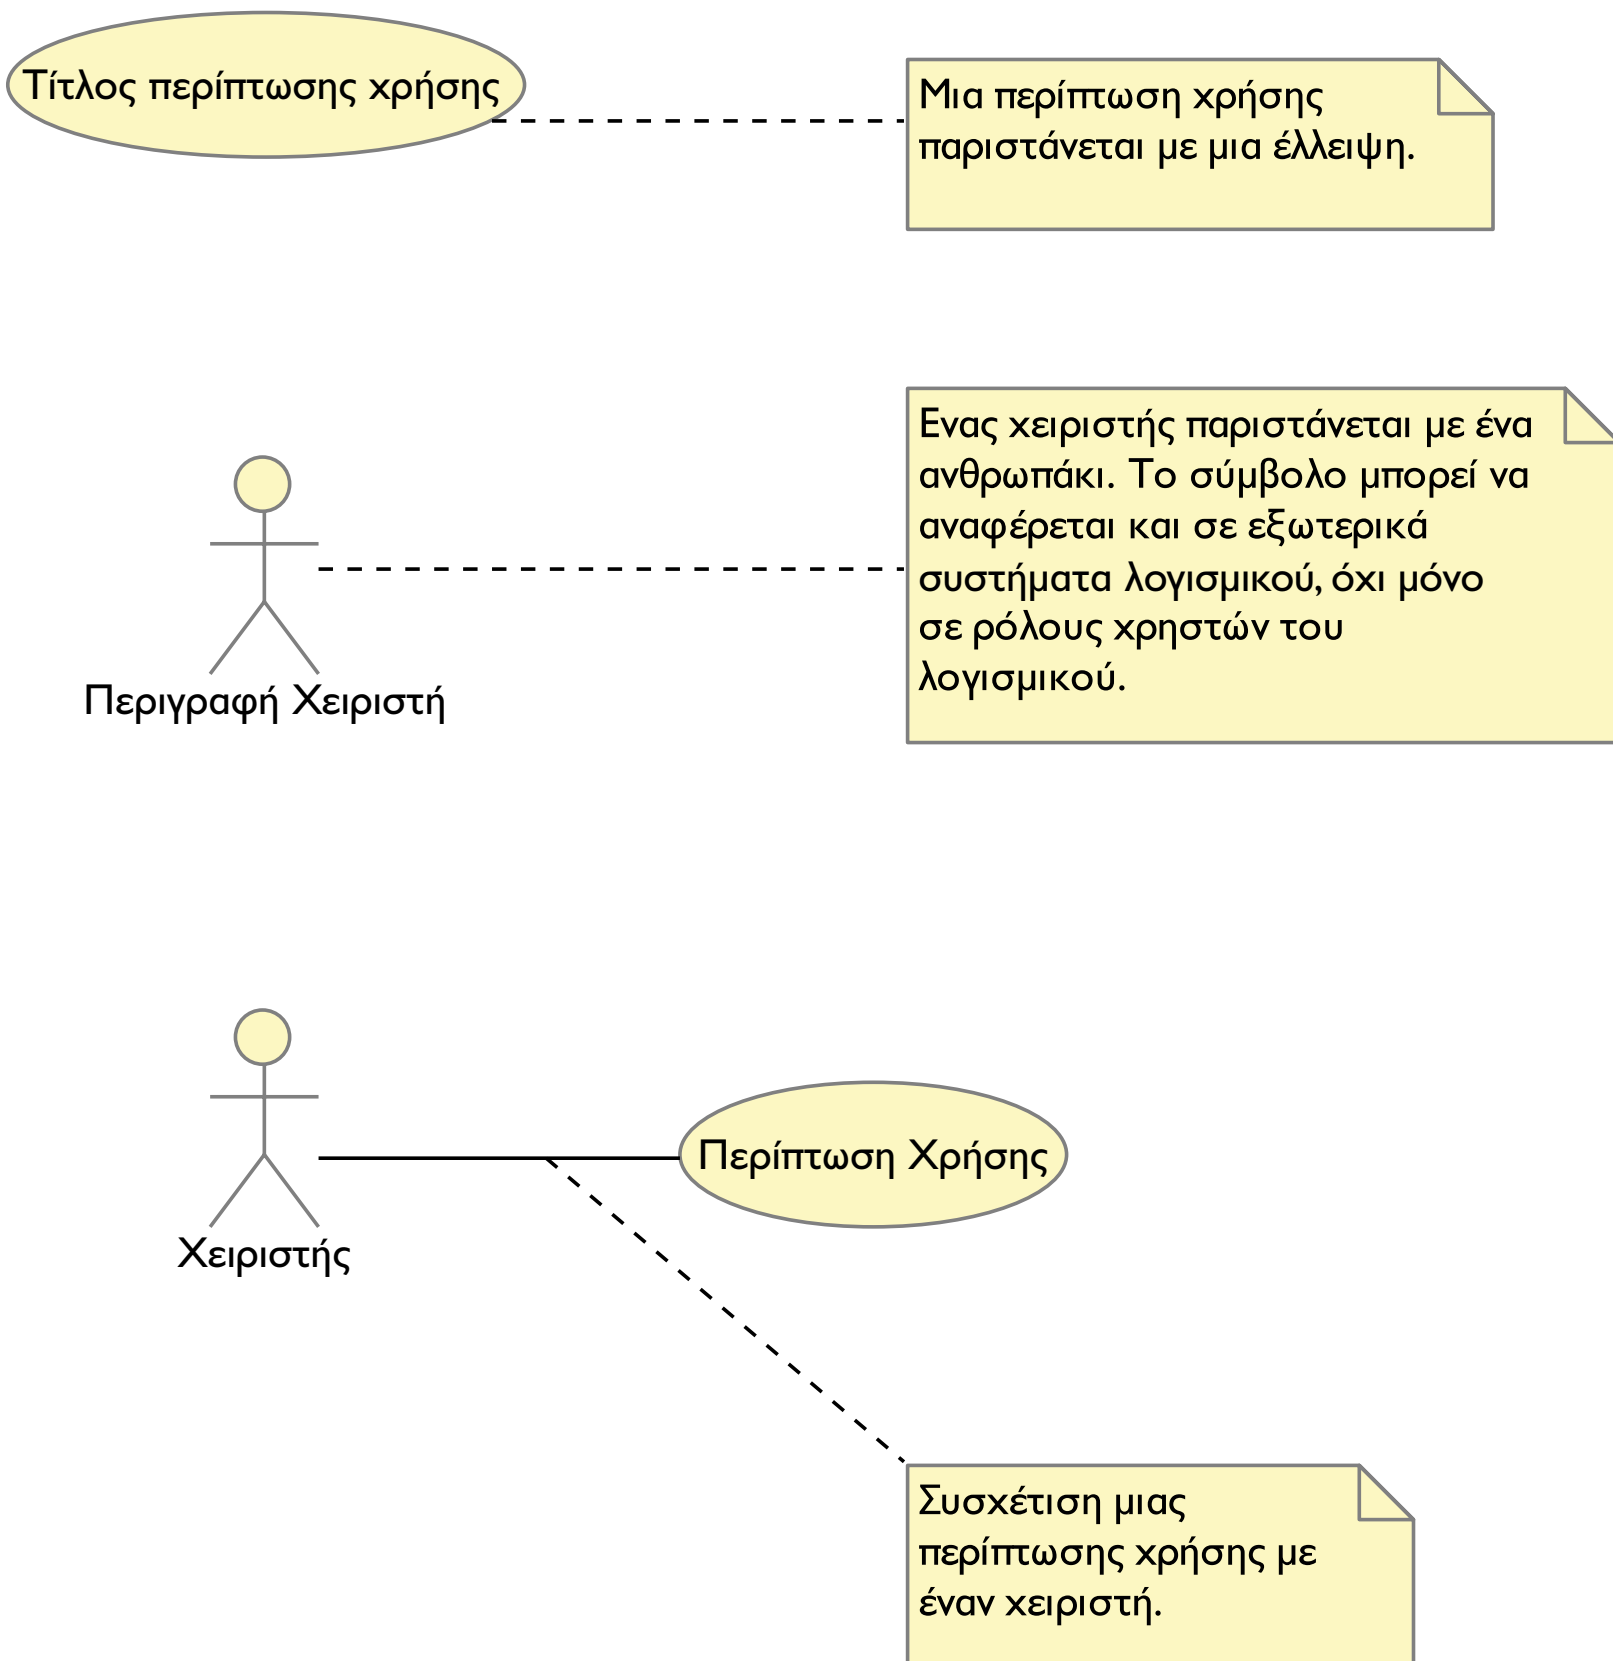 Τίτλος περίπτωσης χρήσης
Μια περίπτωση χρήσης
παριστάνεται με μια έλλειψη.
Ενας χειριστής παριστάνεται με ένα
ανθρωπάκι. Το σύμβολο μπορεί να
αναφέρεται και σε εξωτερικά
συστήματα λογισμικού, όχι μόνο
σε ρόλους χρηστών του
λογισμικού.
Περιγραφή Χειριστή
Περίπτωση Χρήσης
Χειριστής
Συσχέτιση μιας
περίπτωσης χρήσης με
έναν χειριστή.